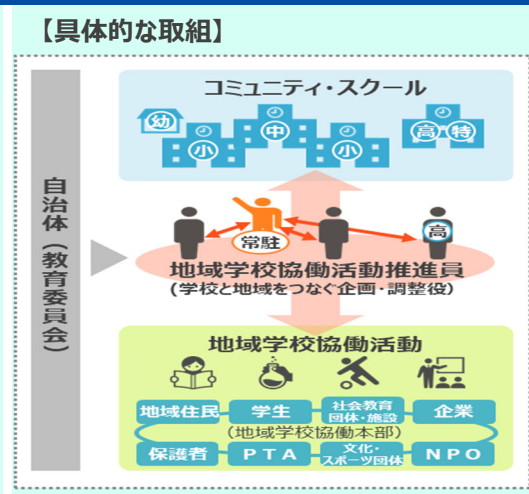 【具体的な取組】
自治体（教育委員会）
コミュニティ・スクール
幼
小
中
小
高
特
常駐
高
地域学校協働活動推進員
(学校と地域をつなぐ企画・調整役)
地域学校協働活動
地域住民
学生
社会教育
団体・施設
企業
(地域学校協働本部)
保護者
PTA
文化・
スポーツ団体
NPO